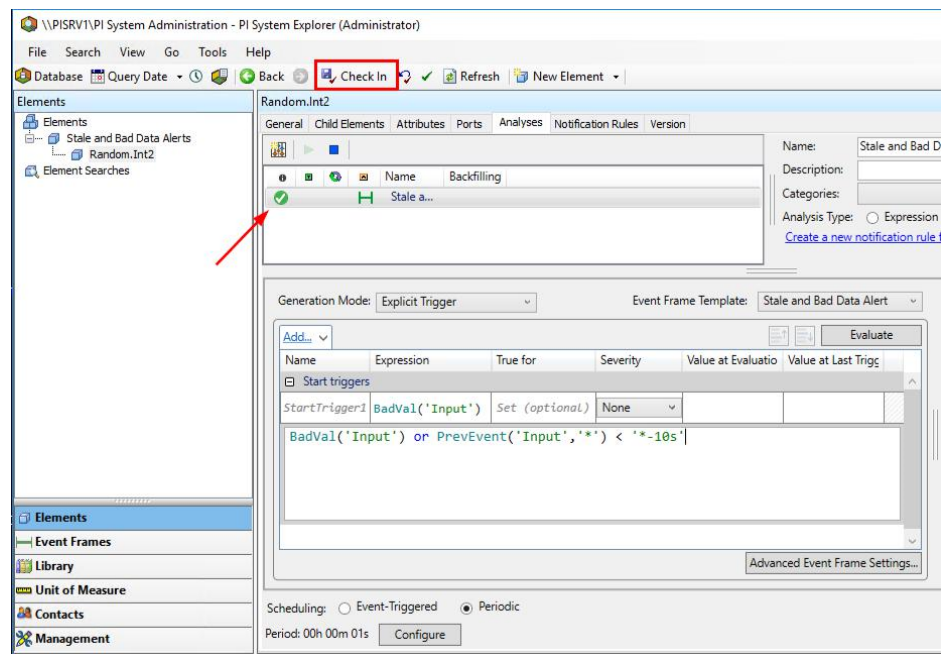 \\PISRV1\PI System Administration - PI System Explorer (Administrator)
File Search View Go Tools Help
Database Query Date Back Check In Refresh New Element
Elements
Elements
Stale and Bad Data Alerts
Random.Int2
Element Searches
Random.Int2
General Child Elements Attributes Ports Analyses Notification Rules Version
Name Backfilling
Stale a...
Name: Stale and Bad D
Description:
Categories:
Analysis Type: Expression
Create a new notification rule f
Generation Mode: Explicit Trigger Event Frame Template: Stale and Bad Data Alert
Add... Evaluate
Name Expression True for Severity Value at Evaluatio Value at Last Trigg
Start triggers
StartTrigger1 BadVal('Input') Set (optional) None
BadVal('Input') or PrevEvent('Input','*') < '*-10s'
Advanced Event Frame Settings...
Scheduling: Event-Triggered Periodic
Period: 00h 00m 01s Configure
Elements
Event Frames
Library
Unit of Measure
Contacts
Management